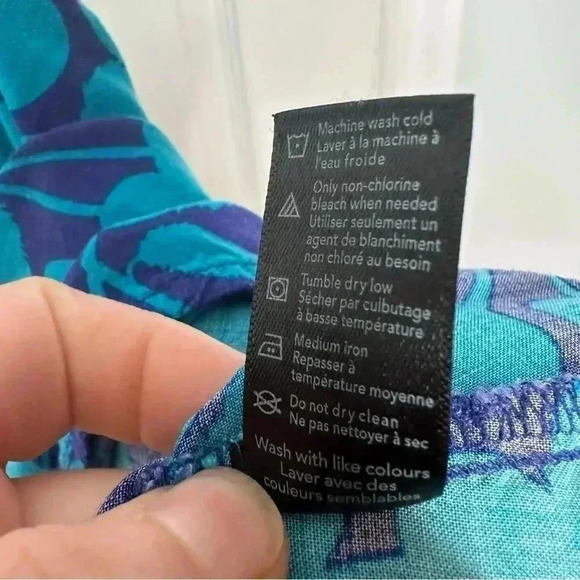 Machine wash cold
Laver à la machine à
l'eau froide
Only non-chlorine
bleach when needed
Utiliser seulement un
agent de blanchiment
non chloré au besoin
Tumble dry low
Sécher par culbutage
à basse température
Medium iron
Repasser à
température moyenne
Do not dry clean
Ne pas nettoyer à sec
Wash with like colours
Laver avec des
couleurs semblables